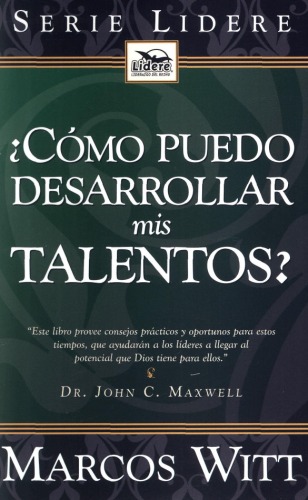 SERIE LIDERE
Lidere
¿CÓMO PUEDO
DESARROLLAR
mis
TALENTOS?
"Este libro provee consejos prácticos y oportunos para estos
tiempos, que ayudarán a los líderes a llegar al
potencial que Dios tiene para ellos."
DR. JOHN C. MAXWELL
MARCOS WITT